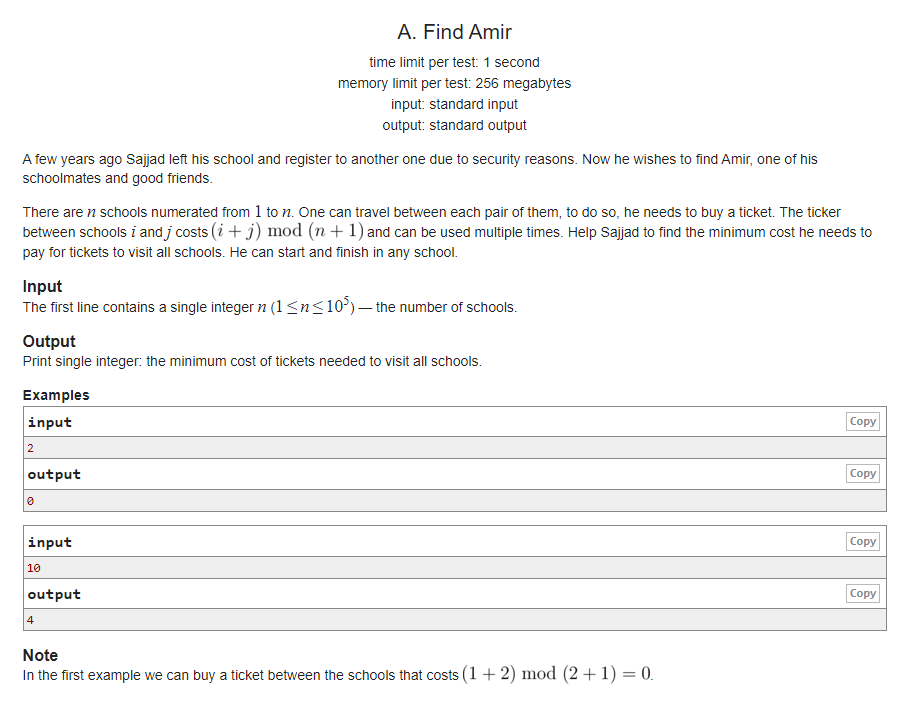 A. Find Amir
time limit per test: 1 second
memory limit per test: 256 megabytes
input: standard input
output: standard output
A few years ago Sajjad left his school and register to another one due to security reasons. Now he wishes to find Amir, one of his
schoolmates and good friends.
There are n schools numerated from 1 to n. One can travel between each pair of them, to do so, he needs to buy a ticket. The ticker
between schools i and j costs (i + j) mod (n + 1) and can be used multiple times. Help Sajjad to find the minimum cost he needs to
pay for tickets to visit all schools. He can start and finish in any school.
Input
The first line contains a single integer n (1 ≤ n ≤ 10⁵) — the number of schools.
Output
Print single integer: the minimum cost of tickets needed to visit all schools.
Examples
input Copy
2
output Copy
0
input Copy
10
output Copy
4
Note
In the first example we can buy a ticket between the schools that costs (1 + 2) mod (2 + 1) = 0.